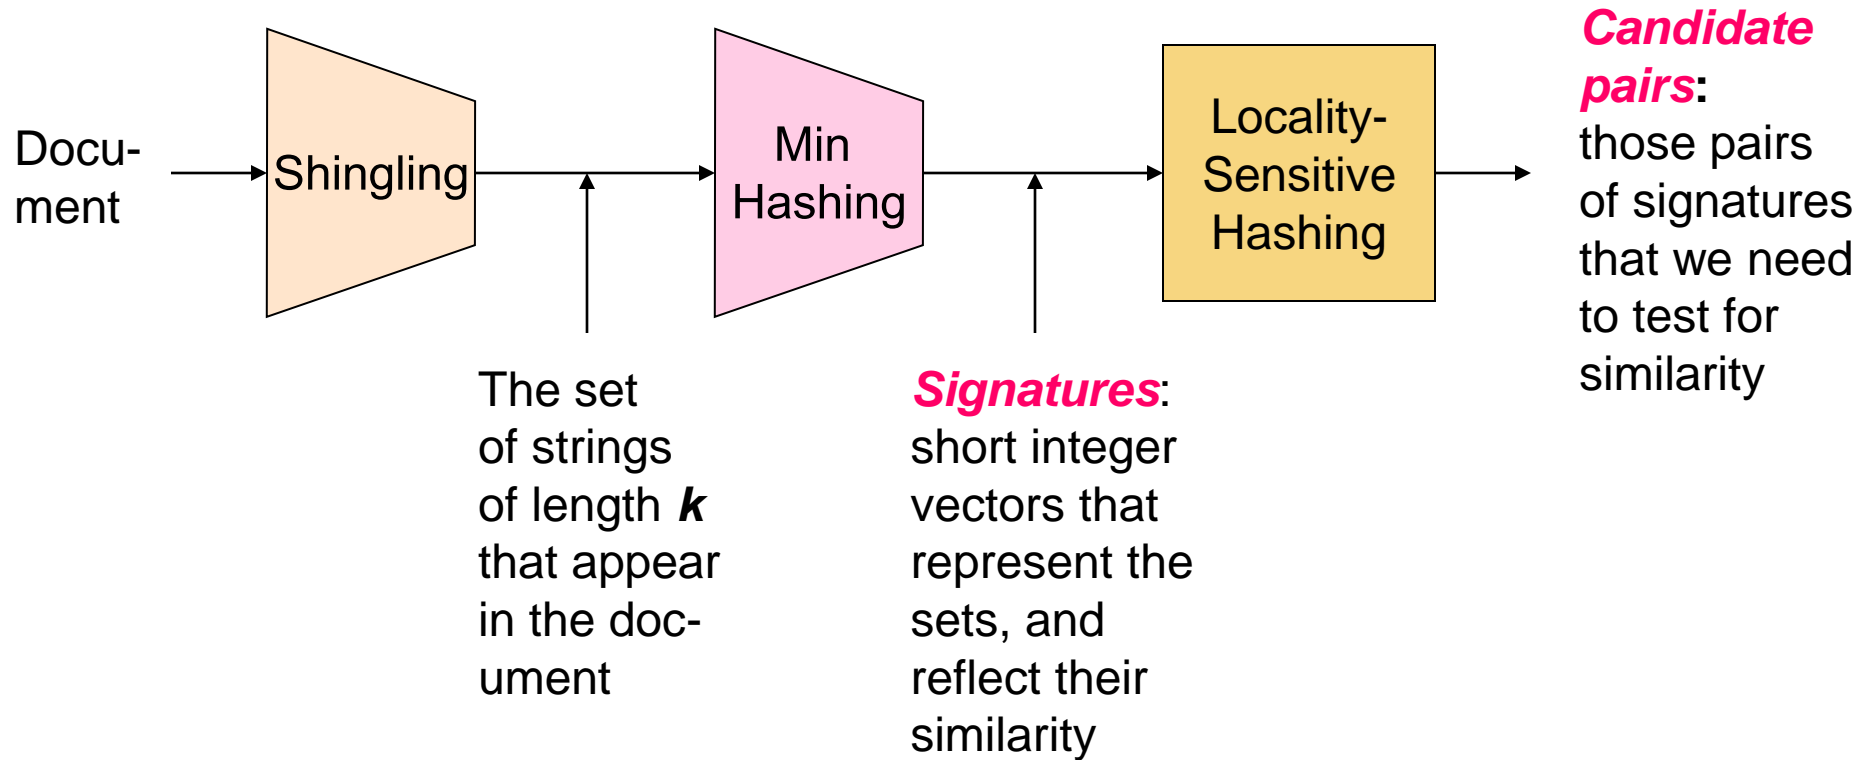 Docu-
ment
Shingling
The set
of strings
of length k
that appear
in the doc-
ument
Min
Hashing
Signatures:
short integer
vectors that
represent the
sets, and
reflect their
similarity
Locality-
Sensitive
Hashing
Candidate
pairs:
those pairs
of signatures
that we need
to test for
similarity